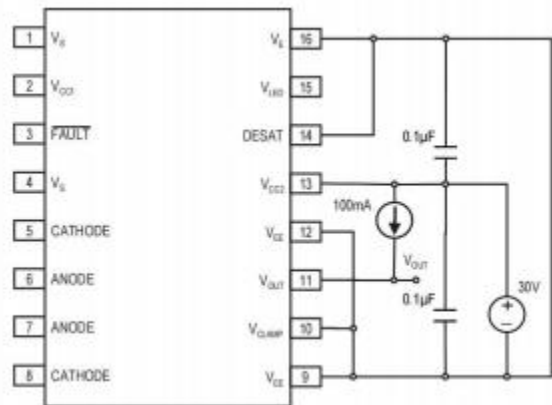 1 V_S
2 V_CC1
3 FAULT
4 V_S
5 CATHODE
6 ANODE
7 ANODE
8 CATHODE
V_E 16
V_LED 15
DESAT 14
V_CC2 13
V_EE 12
V_OUT 11
V_CLAMP 10
V_EE 9
0.1µF
100mA
V_OUT
0.1µF
30V